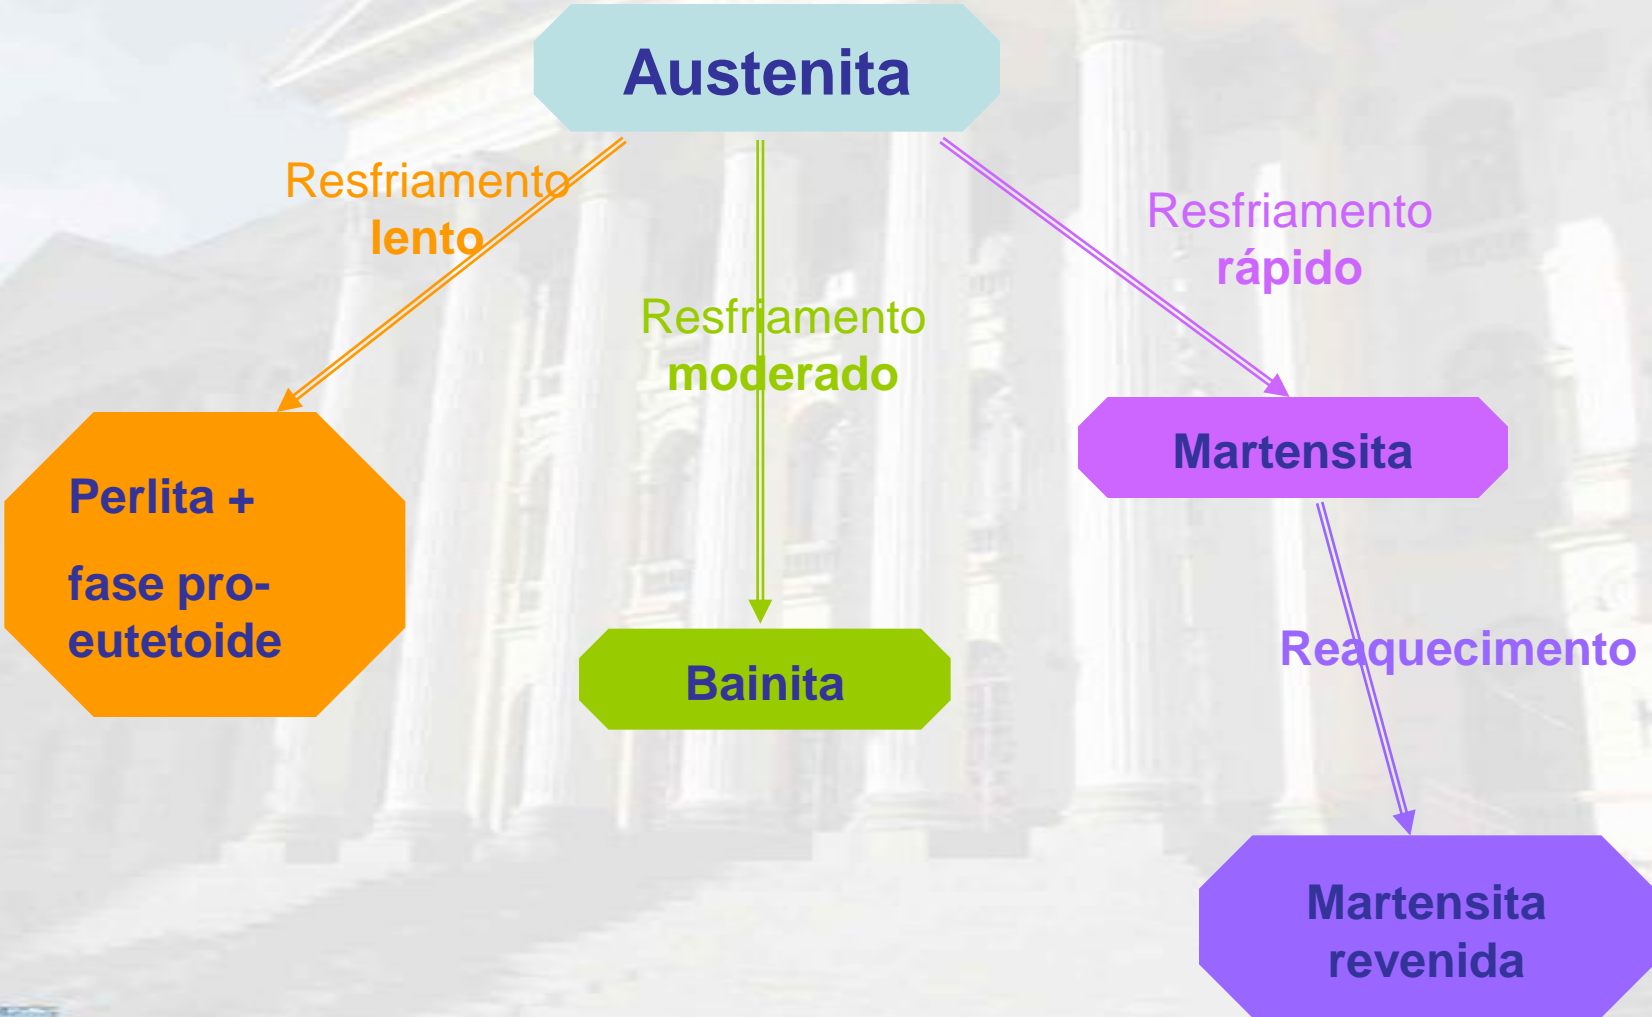 Austenita
Resfriamento
lento
Resfriamento
rápido
Resfriamento
moderado
Martensita
Perlita +
fase pro-
eutetoide
Reaquecimento
Bainita
Martensita
revenida